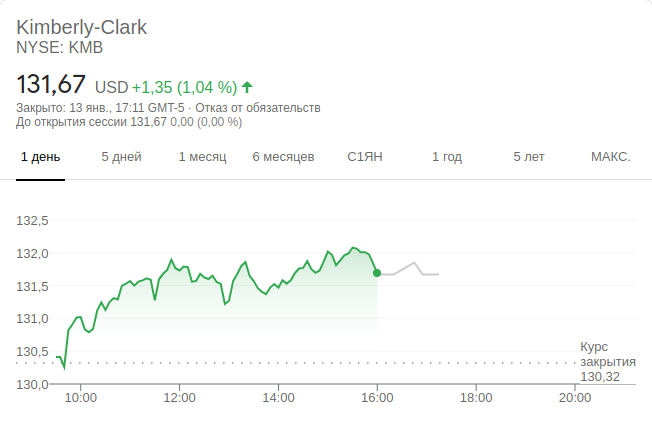 Kimberly-Clark
NYSE: KMB
131,67 USD +1,35 (1,04 %)
Закрыто: 13 янв., 17:11 GMT-5 · Отказ от обязательств
До открытия сессии 131,67 0,00 (0,00 %)
1 день 5 дней 1 месяц 6 месяцев С1ЯН 1 год 5 лет МАКС.
132,5
132,0
131,5
131,0
130,5
130,0
Курс
закрытия
130,32
10:00 12:00 14:00 16:00 18:00 20:00